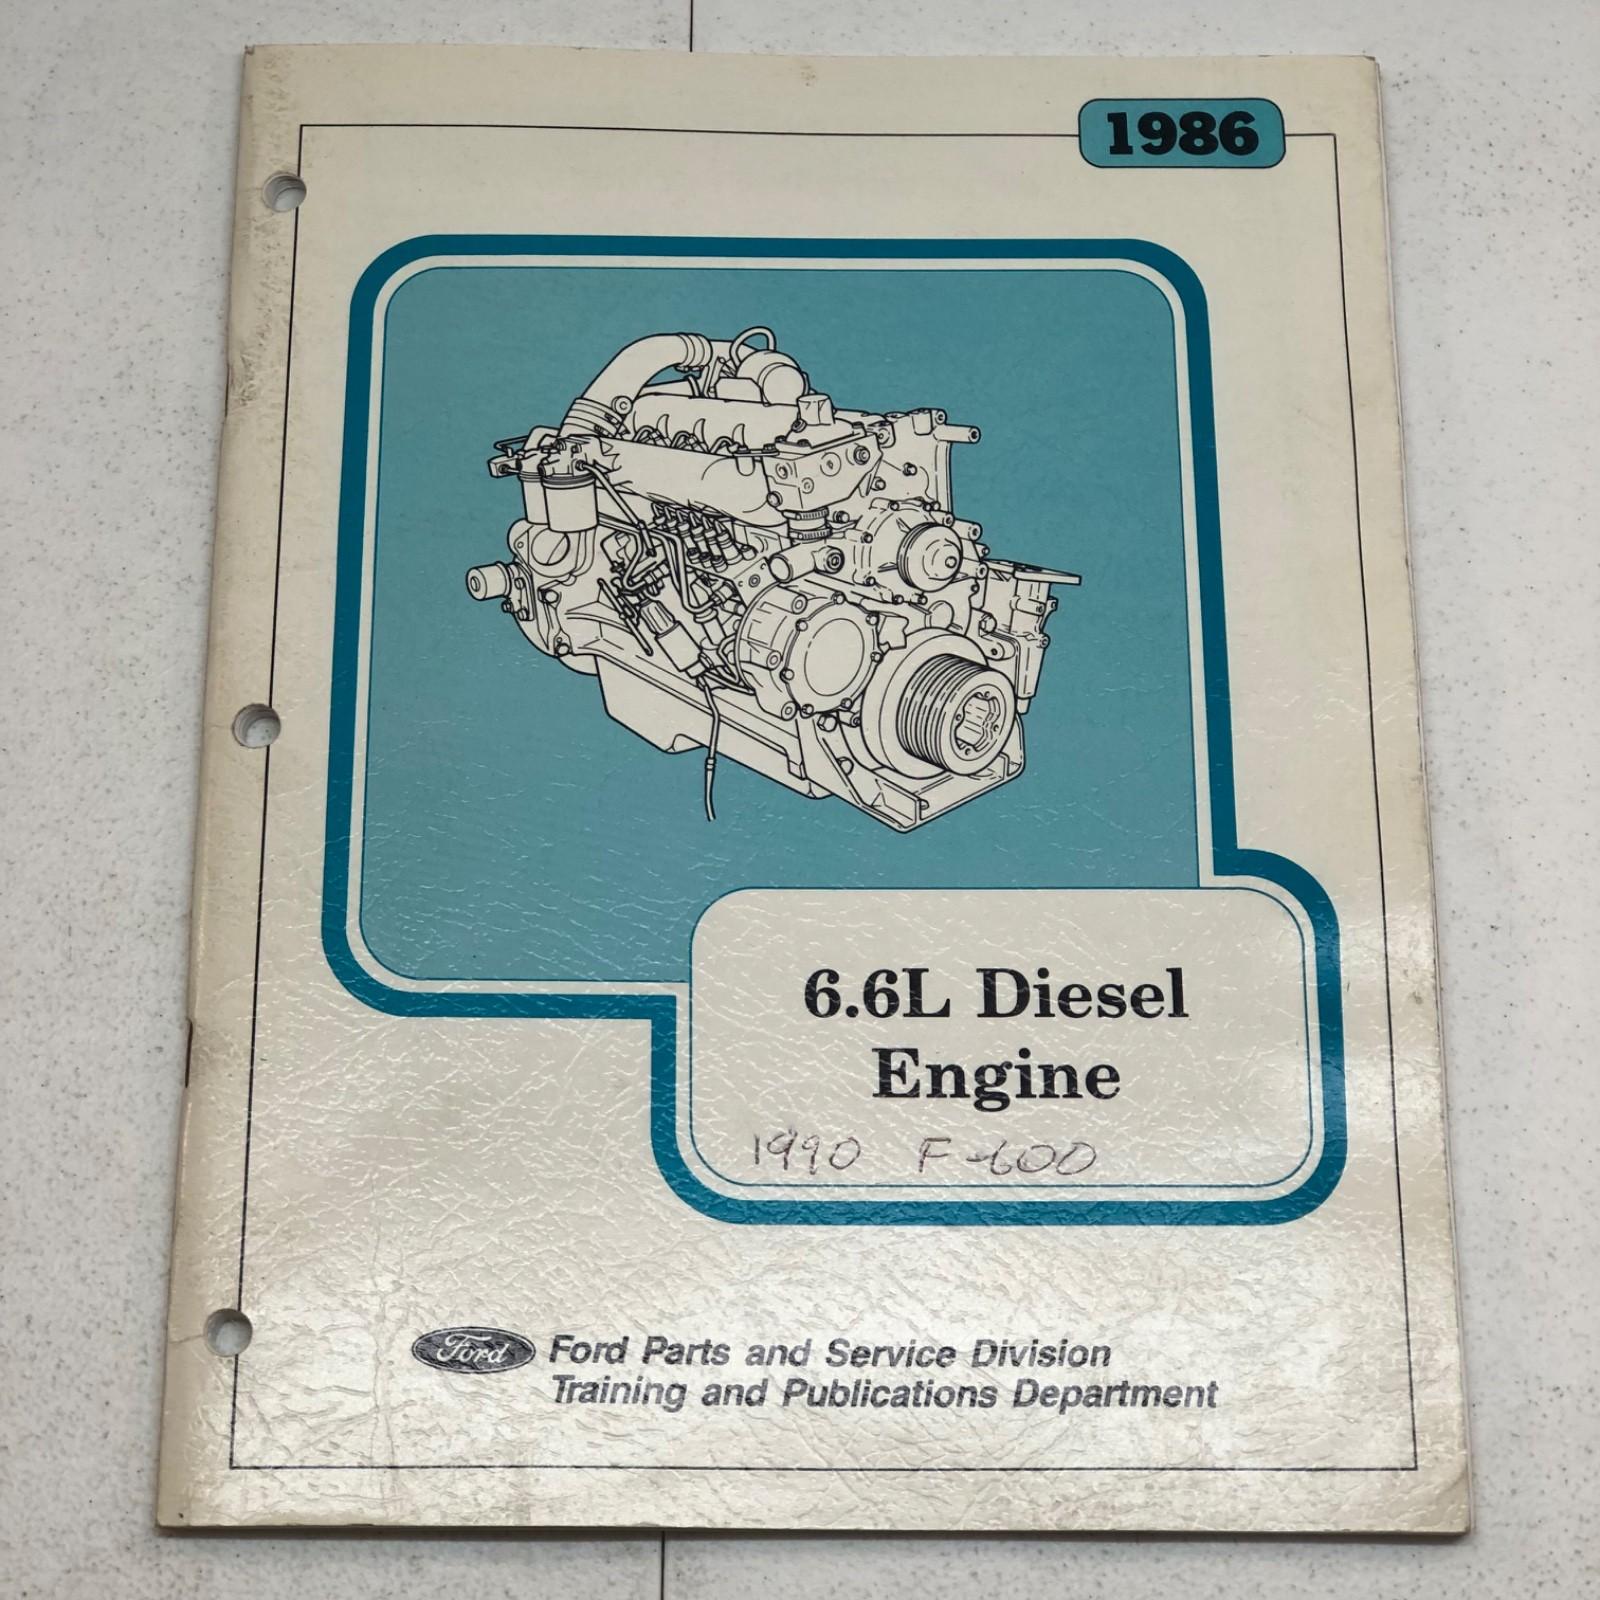 1986
6.6L Diesel
Engine
1990 F-600
Ford Ford Parts and Service Division
Training and Publications Department